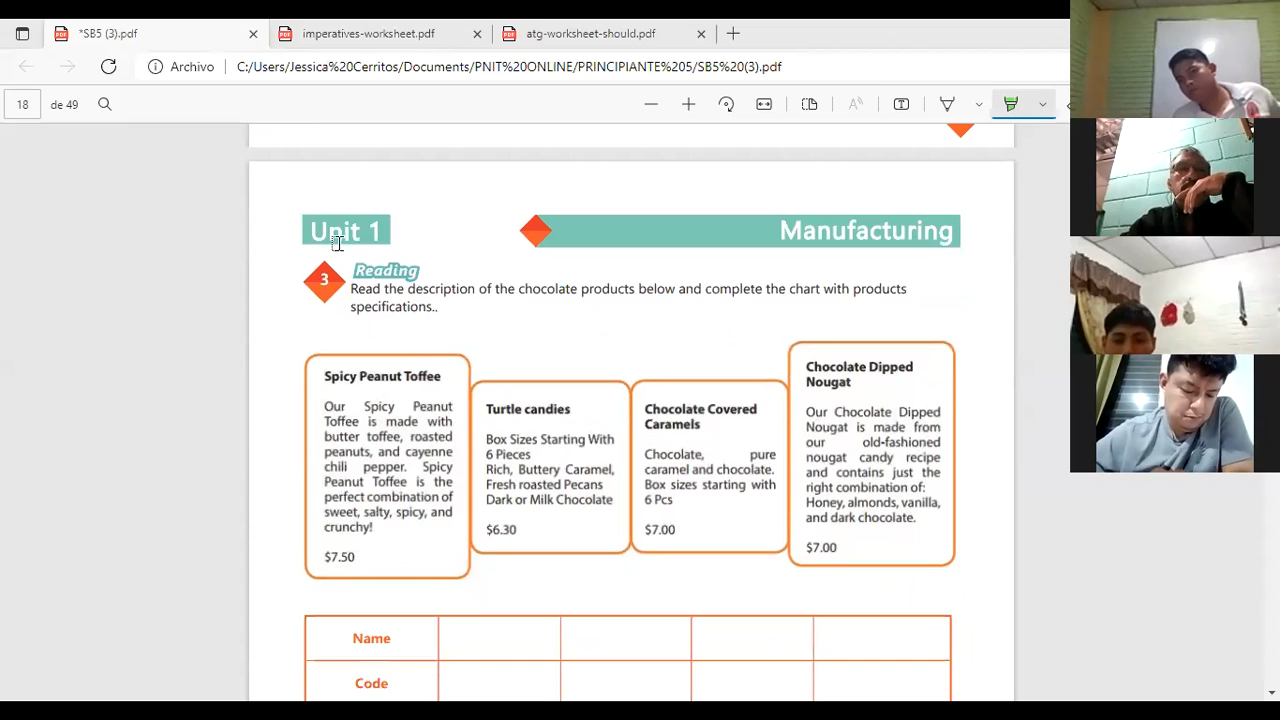 *SB5 (3).pdf
imperatives-worksheet.pdf
atg-worksheet-should.pdf
Archivo
C:/Users/Jessica%20Cerritos/Documents/PNIT%20ONLINE/PRINCIPIANTE%205/SB5%20(3).pdf
18
de 49
Unit 1
Manufacturing
3
Reading
Read the description of the chocolate products below and complete the chart with products
specifications..
Spicy Peanut Toffee
Our Spicy Peanut
Toffee is made with
butter toffee, roasted
peanuts, and cayenne
chili pepper. Spicy
Peanut Toffee is the
perfect combination of
sweet, salty, spicy, and
crunchy!
$7.50
Turtle candies
Box Sizes Starting With
6 Pieces
Rich, Buttery Caramel,
Fresh roasted Pecans
Dark or Milk Chocolate
$6.30
Chocolate Covered
Caramels
Chocolate, pure
caramel and chocolate.
Box sizes starting with
6 Pcs
$7.00
Chocolate Dipped
Nougat
Our Chocolate Dipped
Nougat is made from
our old-fashioned
nougat candy recipe
and contains just the
right combination of:
Honey, almonds, vanilla,
and dark chocolate.
$7.00
Name
Code